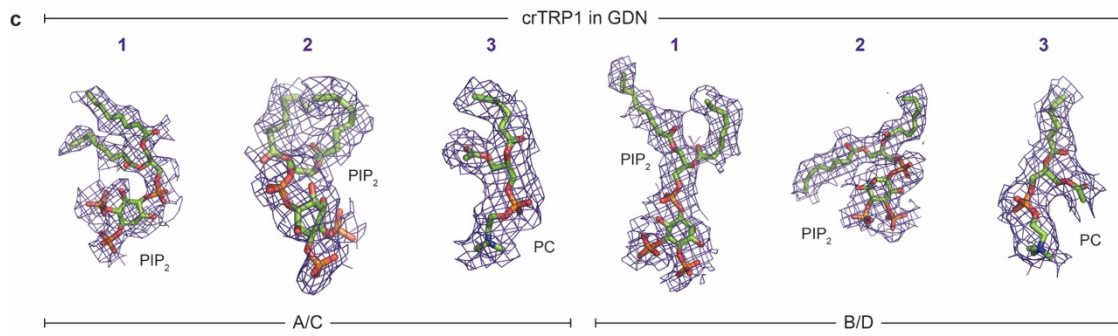 c
crTRP1 in GDN
1 2 3 1 2 3
PIP₂ PIP₂ PC PIP₂ PIP₂ PC
A/C B/D